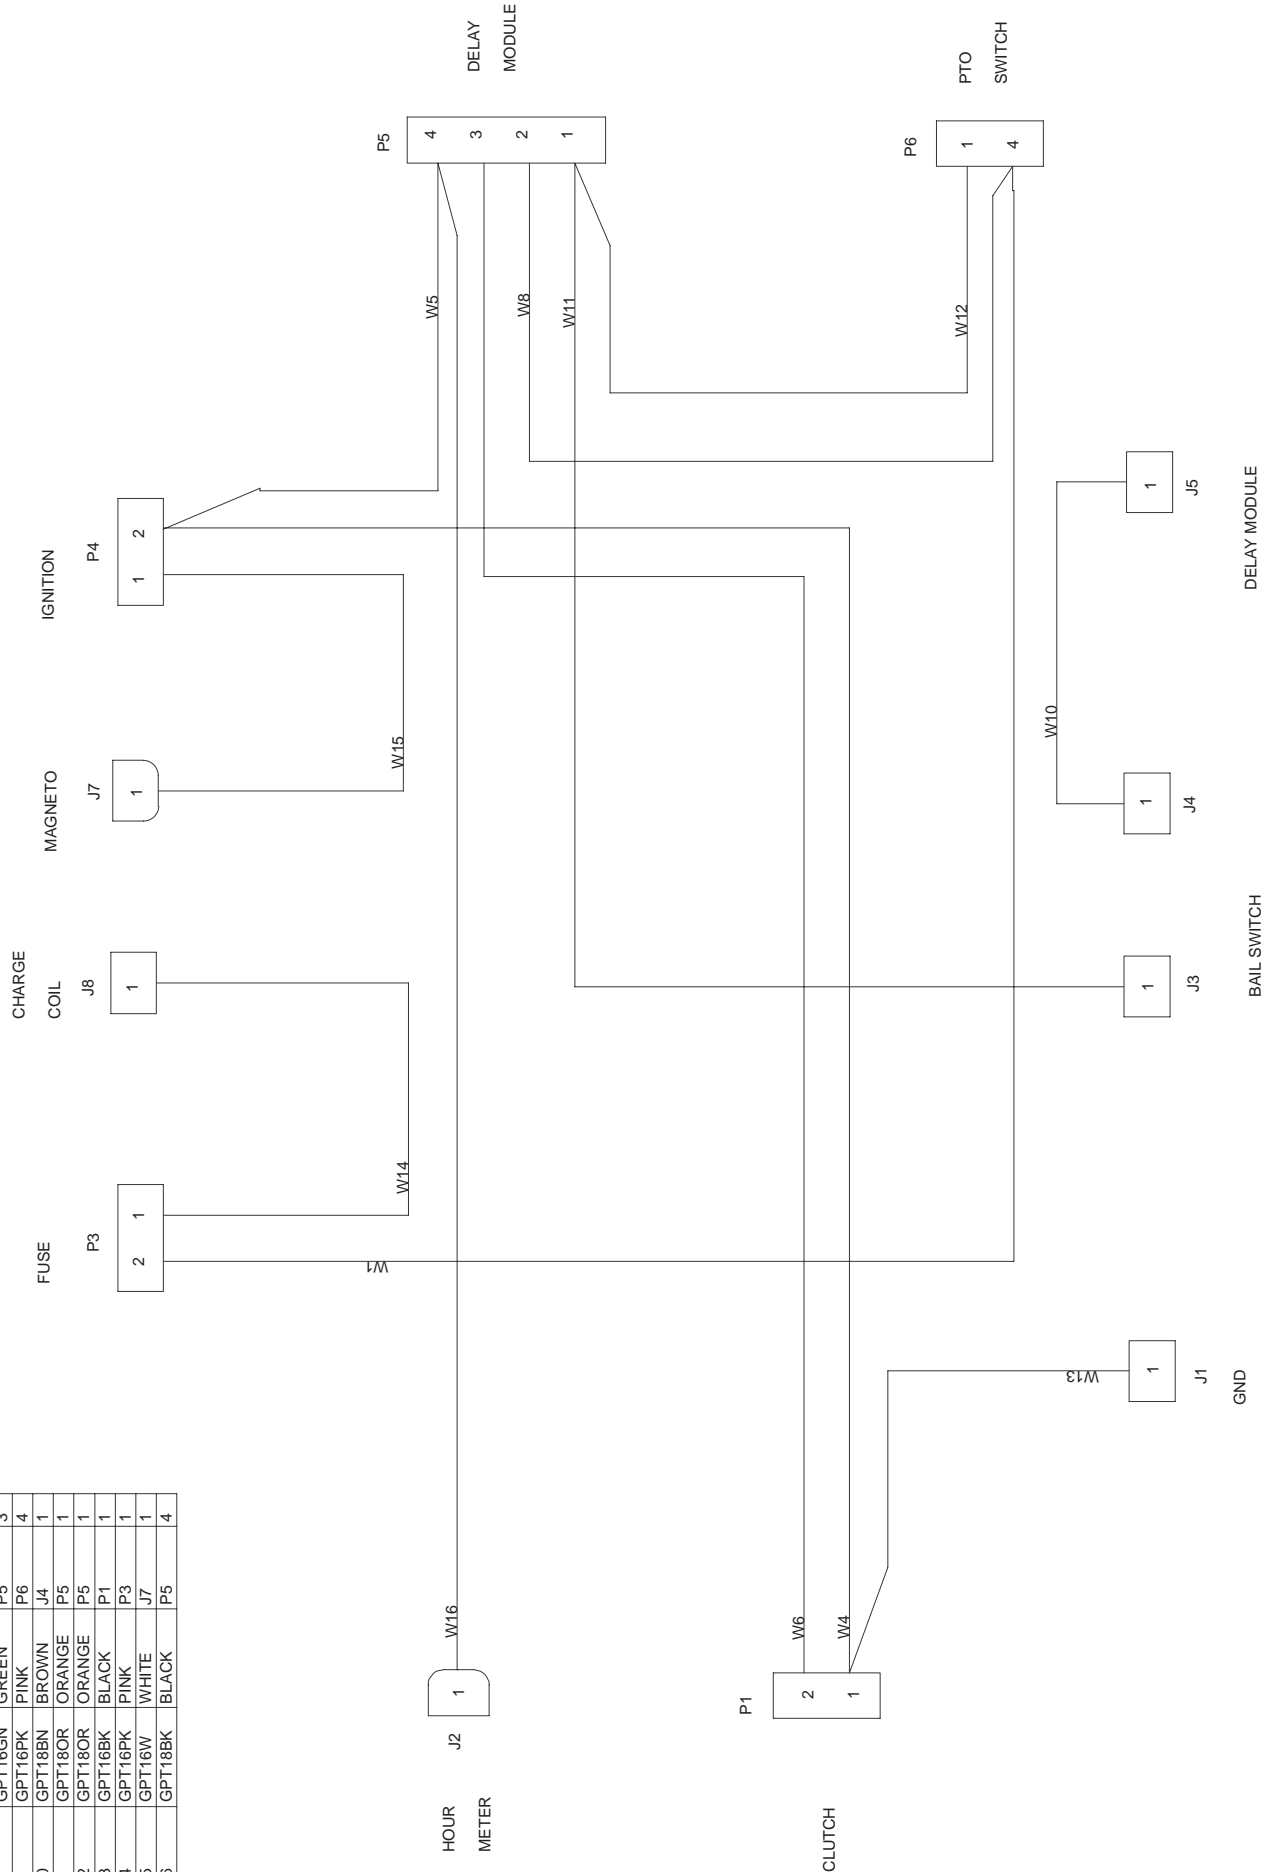 GPT16GN GREEN P5 3
GPT16PK PINK P6 4
GPT18BN BROWN J4 1
GPT18OR ORANGE P5 1
GPT18OR ORANGE P5 1
GPT16BK BLACK P1 1
GPT16PK PINK P3 1
GPT16W WHITE J7 1
GPT18BK BLACK P5 4
FUSE
P3
2 1
W14
W1
CHARGE
COIL
J8
1
MAGNETO
J7
1
W15
IGNITION
P4
1 2
HOUR
METER
J2
1
W16
W5
W8
W11
P5
4
3
2
1
DELAY
MODULE
CLUTCH
P1
2
1
W6
W4
W12
P6
1
4
PTO
SWITCH
W13
1
J1
GND
1
J3
BAIL SWITCH
1
J4
W10
1
J5
DELAY MODULE